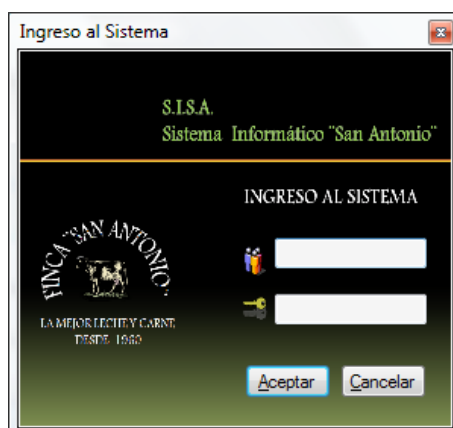 Ingreso al Sistema
S.I.S.A.
Sistema Informático "San Antonio"
INGRESO AL SISTEMA
FINCA "SAN ANTONIO"
LA MEJOR LECHE Y CARNE
DESDE 1960
Aceptar Cancelar